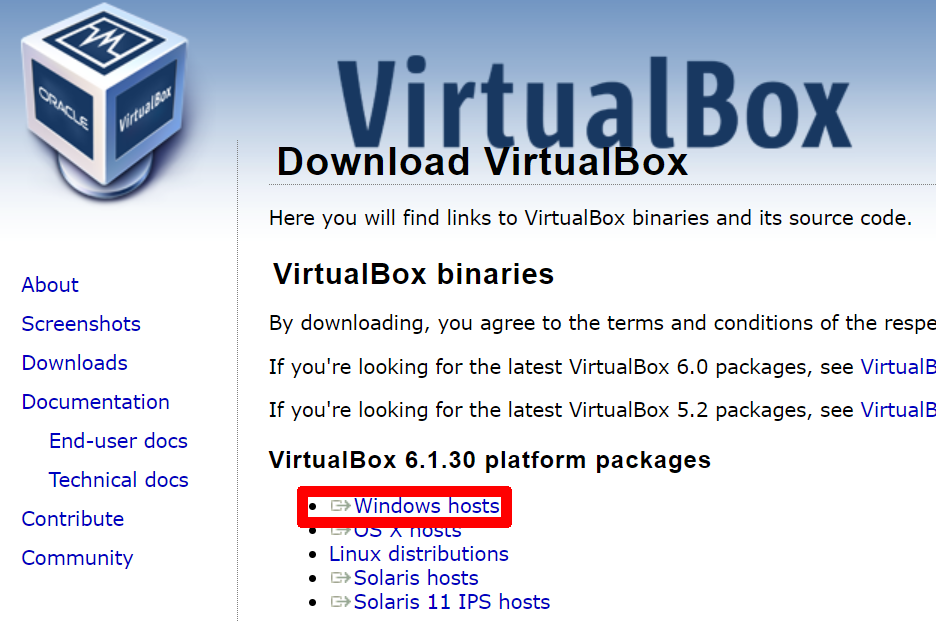 ORACLE
VirtualBox
VirtualBox
Download VirtualBox
Here you will find links to VirtualBox binaries and its source code.
VirtualBox binaries
By downloading, you agree to the terms and conditions of the respe
If you're looking for the latest VirtualBox 6.0 packages, see VirtualB
If you're looking for the latest VirtualBox 5.2 packages, see VirtualB
VirtualBox 6.1.30 platform packages
Windows hosts
OS X hosts
Linux distributions
Solaris hosts
Solaris 11 IPS hosts
About
Screenshots
Downloads
Documentation
End-user docs
Technical docs
Contribute
Community